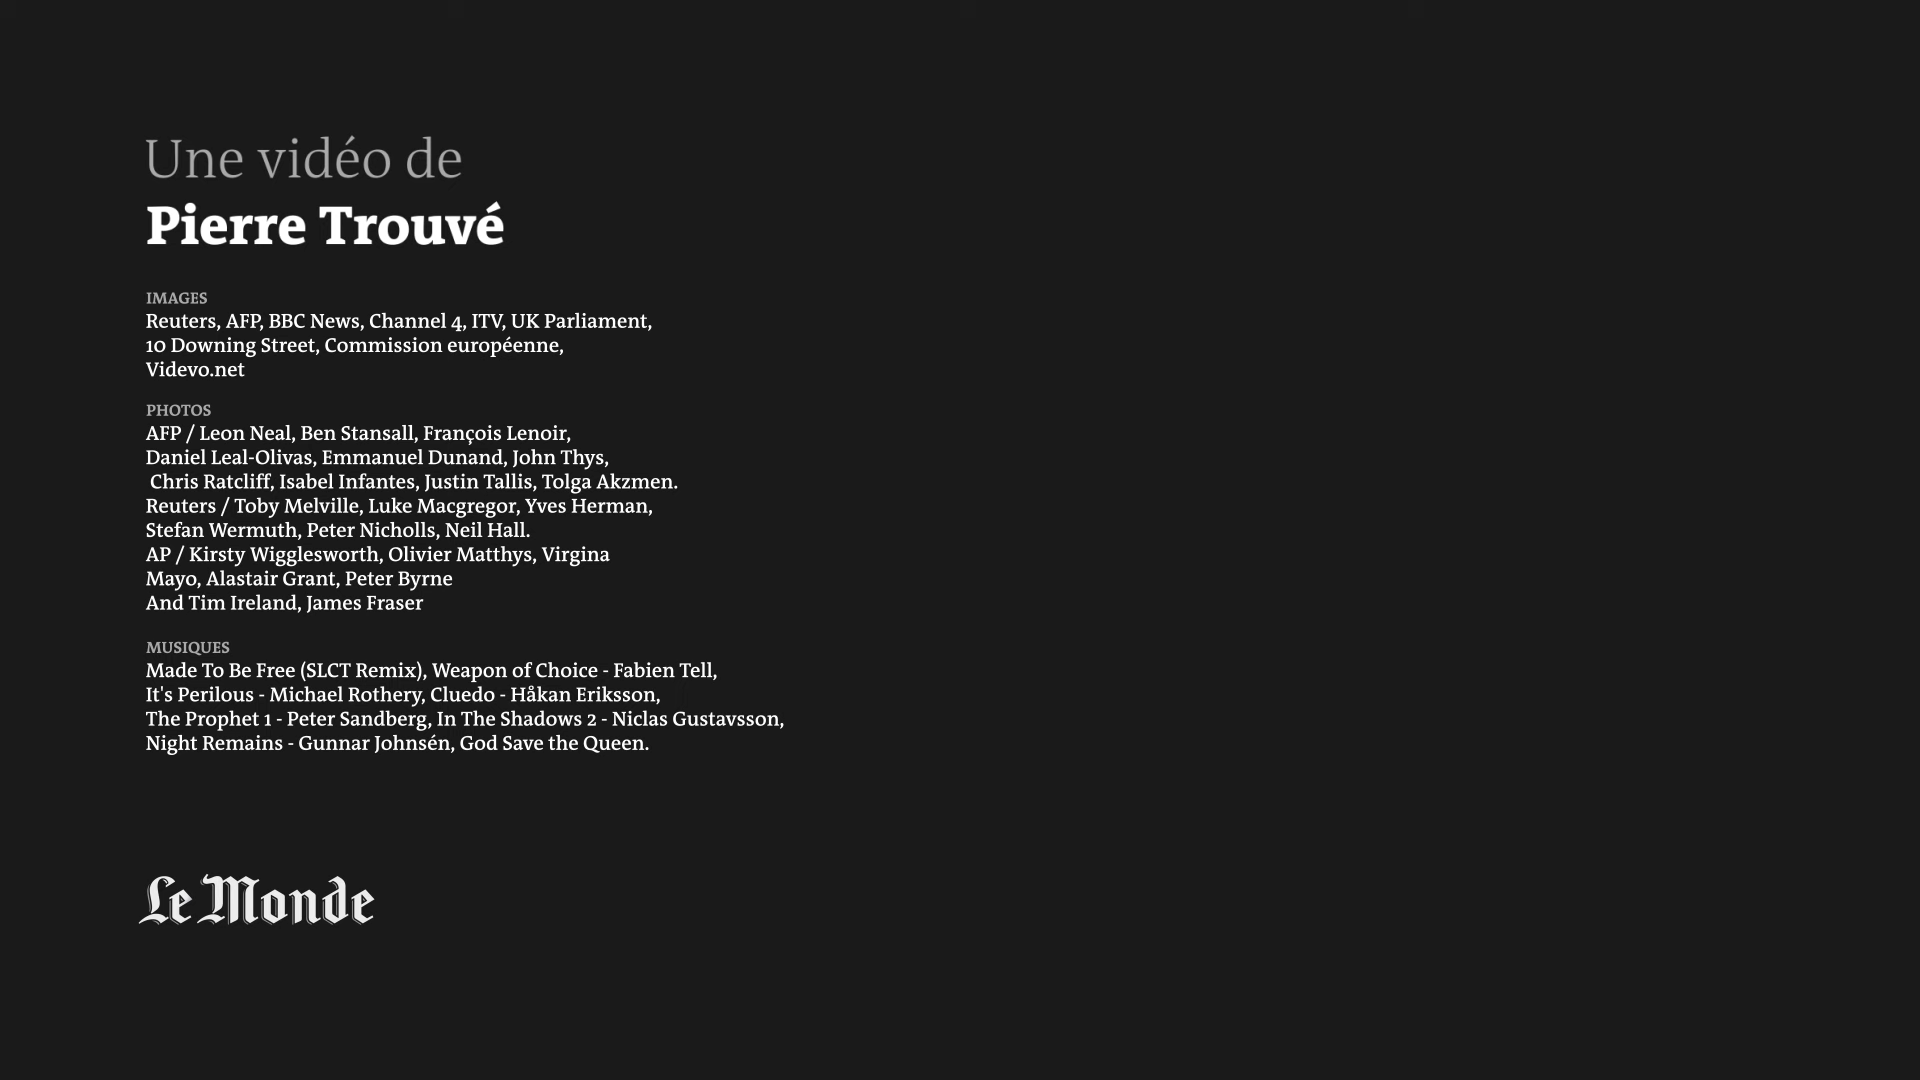 Une vidéo de
Pierre Trouvé
IMAGES
Reuters, AFP, BBC News, Channel 4, ITV, UK Parliament,
10 Downing Street, Commission européenne,
Videvo.net
PHOTOS
AFP / Leon Neal, Ben Stansall, François Lenoir,
Daniel Leal-Olivas, Emmanuel Dunand, John Thys,
Chris Ratcliff, Isabel Infantes, Justin Tallis, Tolga Akzmen.
Reuters / Toby Melville, Luke Macgregor, Yves Herman,
Stefan Wermuth, Peter Nicholls, Neil Hall.
AP / Kirsty Wigglesworth, Olivier Matthys, Virgina
Mayo, Alastair Grant, Peter Byrne
And Tim Ireland, James Fraser
MUSIQUES
Made To Be Free (SLCT Remix), Weapon of Choice - Fabien Tell,
It's Perilous - Michael Rothery, Cluedo - Håkan Eriksson,
The Prophet 1 - Peter Sandberg, In The Shadows 2 - Niclas Gustavsson,
Night Remains - Gunnar Johnsén, God Save the Queen.
Le Monde